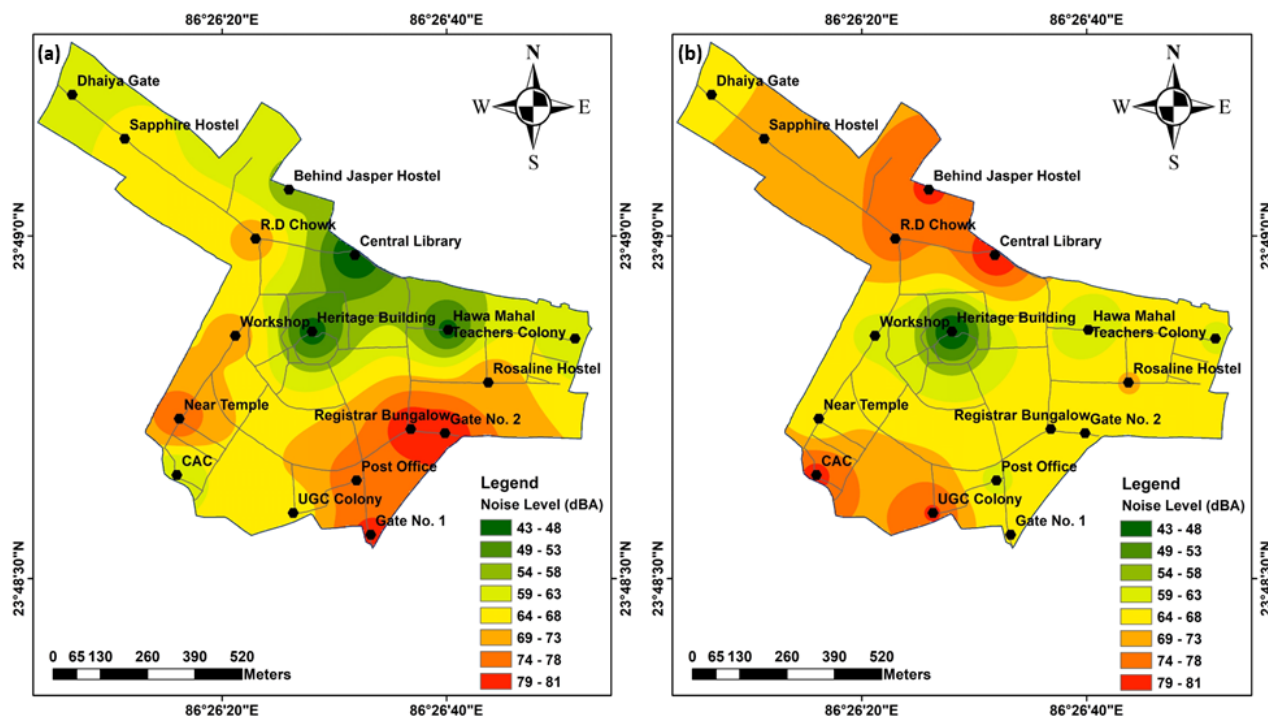 86°26'20"E 86°26'40"E
(a)
N
W E
S
Dhaiya Gate
Sapphire Hostel
Behind Jasper Hostel
R.D Chowk
Central Library
Heritage Building
Hawa Mahal
Workshop
Teachers Colony
Rosaline Hostel
Near Temple
Registrar Bungalow
Gate No. 2
CAC
Post Office
UGC Colony
Gate No. 1
23°49'0"N
23°48'30"N
Legend
Noise Level (dBA)
43 - 48
49 - 53
54 - 58
59 - 63
64 - 68
69 - 73
74 - 78
79 - 81
0 65 130 260 390 520
Meters
86°26'20"E 86°26'40"E
86°26'20"E 86°26'40"E
(b)
N
W E
S
Dhaiya Gate
Sapphire Hostel
Behind Jasper Hostel
R.D Chowk
Central Library
Heritage Building
Hawa Mahal
Workshop
Teachers Colony
Rosaline Hostel
Near Temple
Registrar Bungalow
Gate No. 2
CAC
Post Office
UGC Colony
Gate No. 1
23°49'0"N
23°48'30"N
Legend
Noise Level (dBA)
43 - 48
49 - 53
54 - 58
59 - 63
64 - 68
69 - 73
74 - 78
79 - 81
0 65 130 260 390 520
Meters
86°26'20"E 86°26'40"E